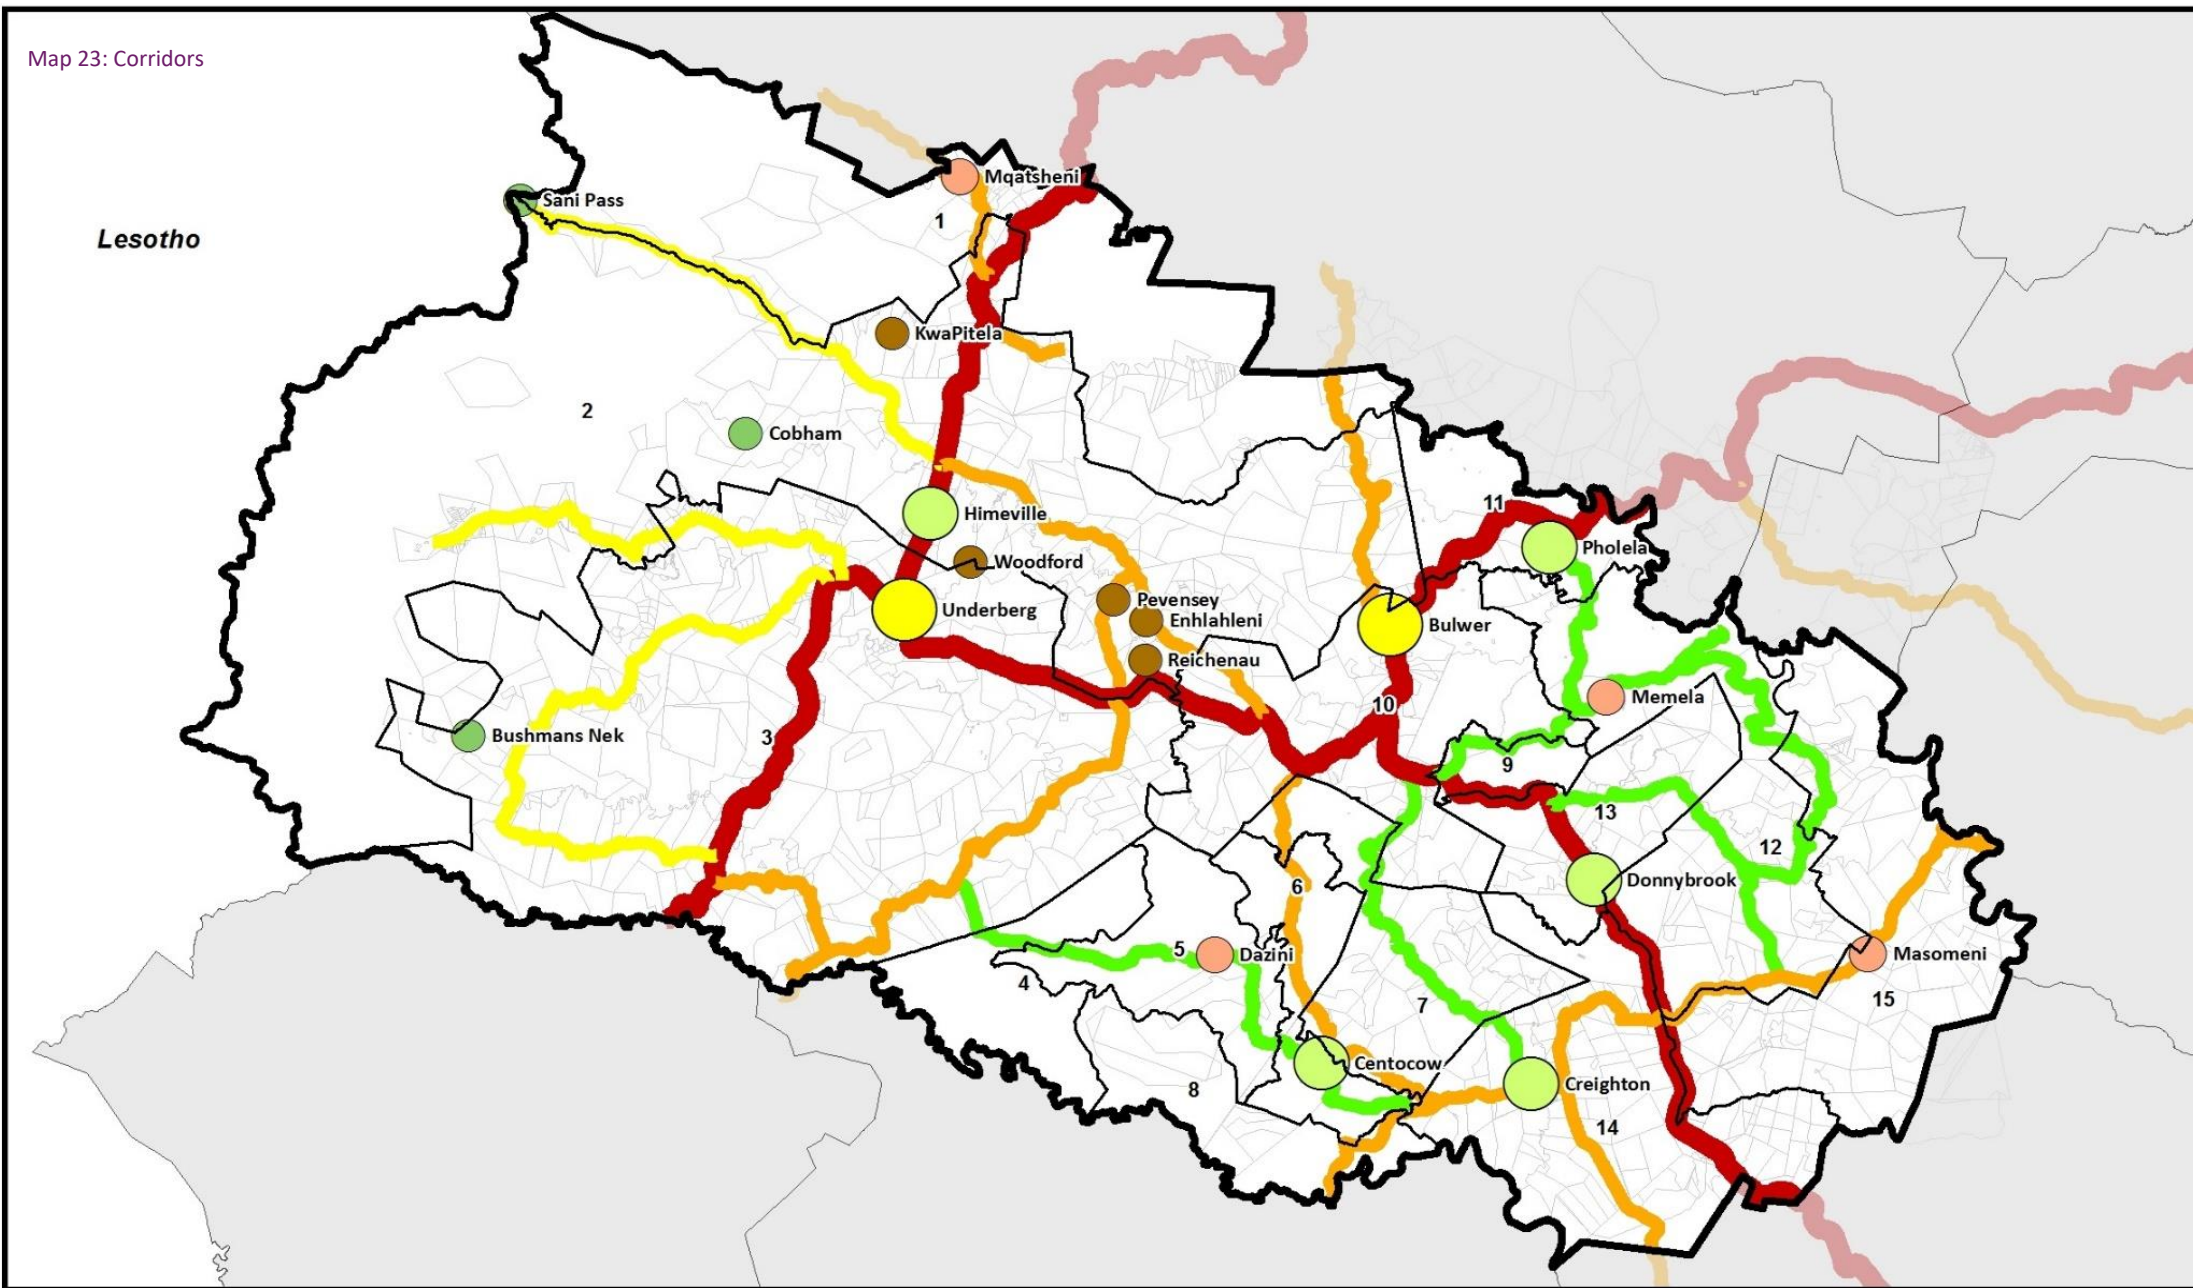 Map 23: Corridors
Mqatsheni
Sani Pass
1
Lesotho
KwaPitela
2
Cobham
11
Himeville
Pholela
Woodford
Pevensey
Underberg
Enhlahleni
Bulwer
Reichenau
Memela
10
Bushmans Nek
3
9
13
12
6
Donnybrook
5
Dazini
Masomeni
4
15
7
Centocow
Creighton
8
14